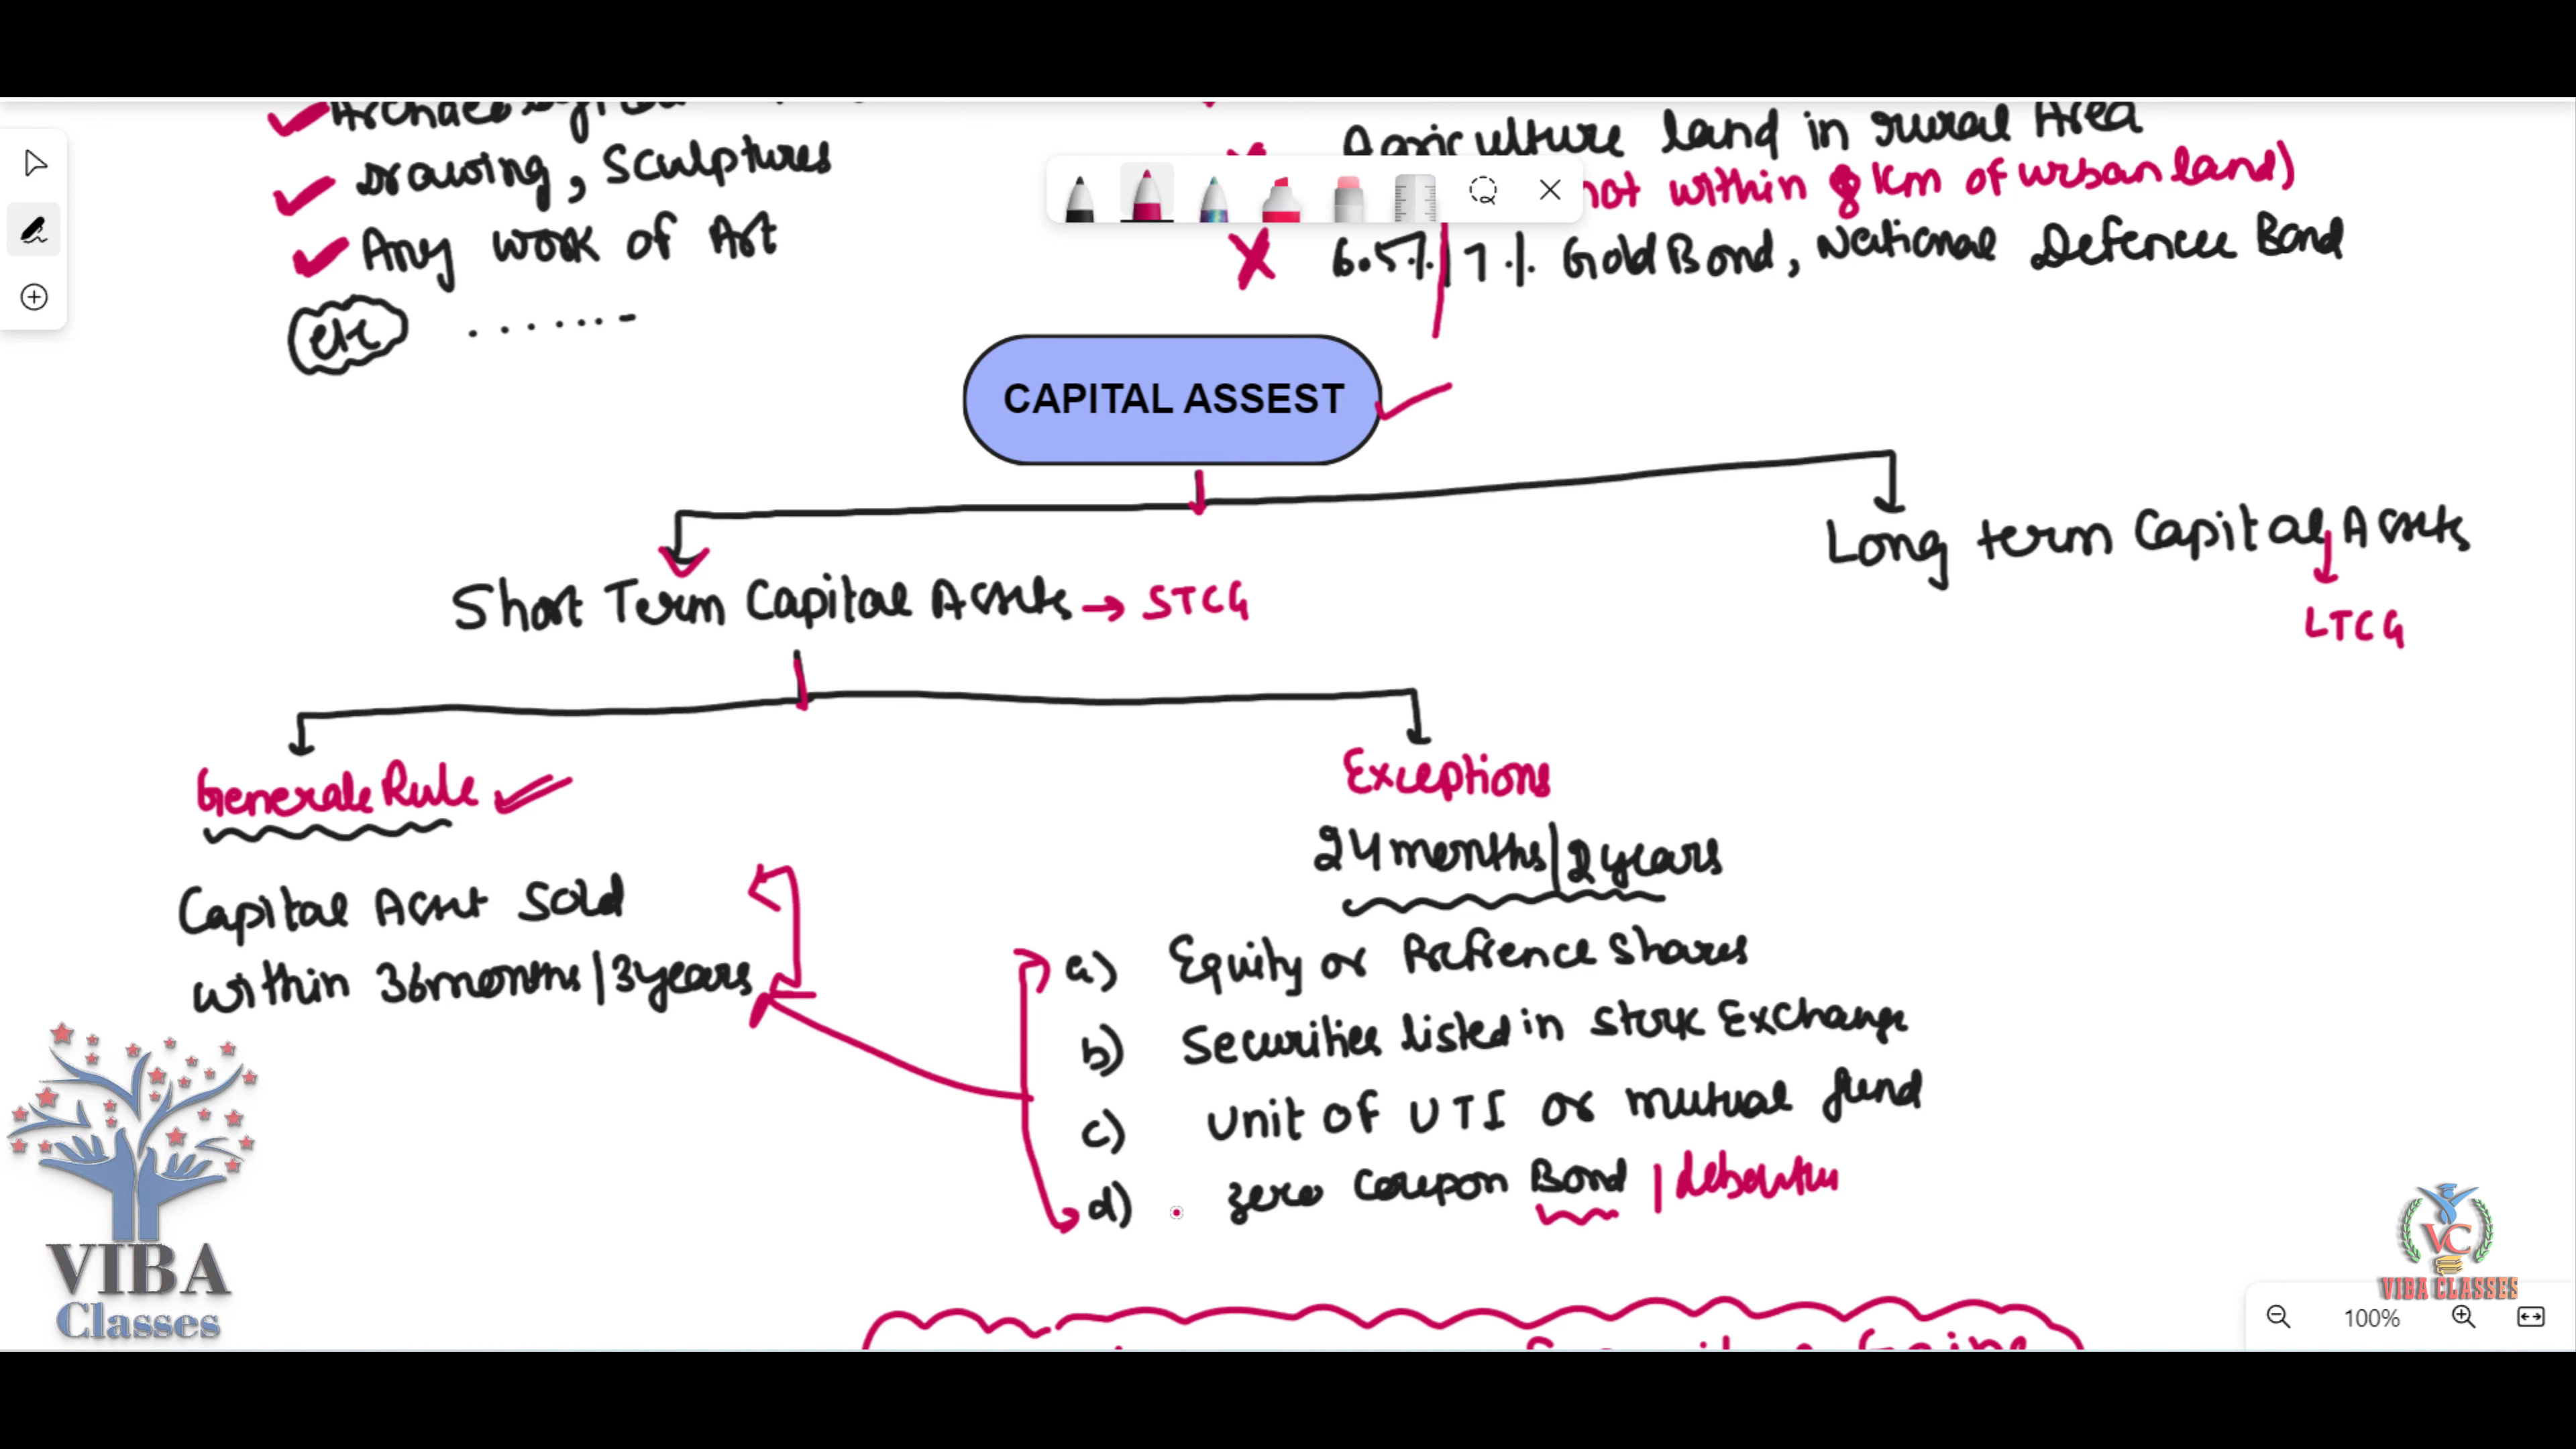 Drawing, Sculptures
Any work of Art
etc .......-
Agriculture land in rural Area
not within 8 km of urban land)
6.5% | 7 % Gold Bond, National Defence Bond
CAPITAL ASSEST
Short Term Capital Assets → STCG
Long term Capital Assets
LTCG
Generale Rule
Capital Asset Sold
within 36 months | 3 years
Exceptions
24 months | 2 years
a) Equity or Prefrence Shares
b) Securities listed in Stock Exchange
c) Unit of UTI or mutual fund
d) Zero Coupon Bond |
VIBA
Classes
VC
VIBA CLASSES
100%